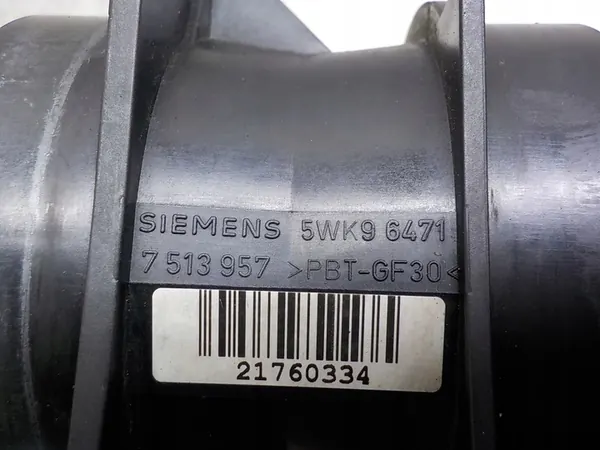 SIEMENS 5WK9 6471
7 513 957 >PBT-GF30<
21760334